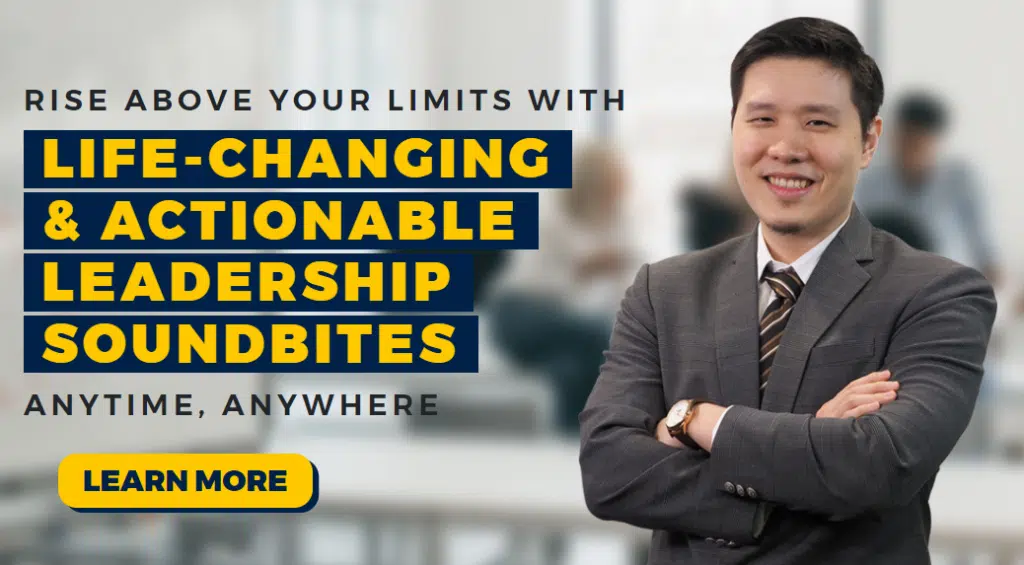 RISE ABOVE YOUR LIMITS WITH
LIFE-CHANGING
& ACTIONABLE
LEADERSHIP
SOUNDBITES
ANYTIME, ANYWHERE
LEARN MORE